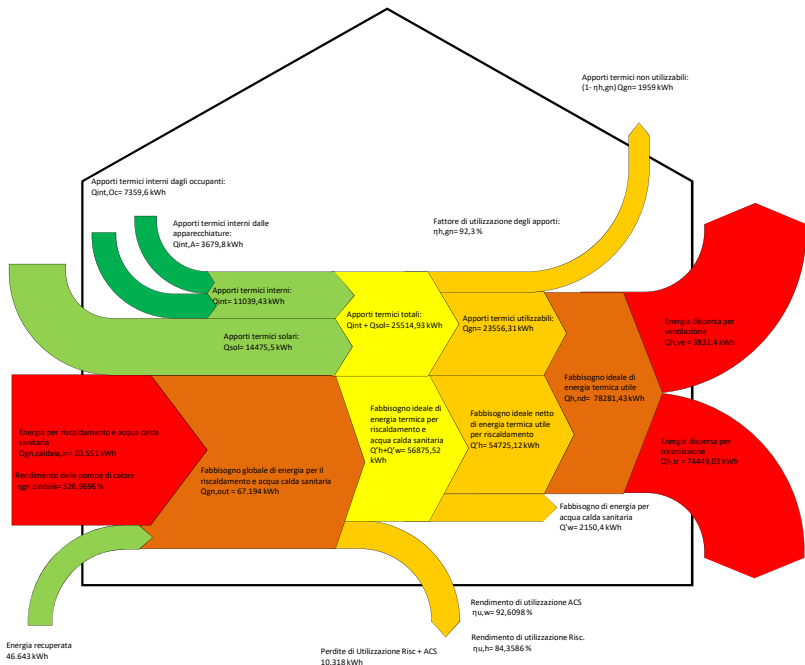 Apporti termici non utilizzabili:
(1- ηh,gn) Qgn= 1959 kWh
Apporti termici interni dagli occupanti:
Qint,Oc= 7359,6 kWh
Apporti termici interni dalle
apparecchiature:
Qint,A= 3679,8 kWh
Fattore di utilizzazione degli apporti:
ηh,gn= 92,3 %
Apporti termici interni:
Qint= 11039,43 kWh
Apporti termici totali:
Qint + Qsol= 25514,93 kWh
Apporti termici utilizzabili:
Qgn= 23556,31 kWh
Energia dispersa per
ventilazione
Qh,ve = 3832,4 kWh
Apporti termici solari:
Qsol= 14475,5 kWh
Fabbisogno ideale di
energia termica utile
Qh,nd= 78281,43 kWh
Energia per riscaldamento e acqua calda
sanitaria
Qgn,caldaia,in= 20.551 kWh
Rendimento delle pompe di calore
ηgn,caldaia= 326,9696 %
Fabbisogno globale di energia per il
riscaldamento e acqua calda sanitaria
Qgn,out = 67.194 kWh
Fabbisogno ideale di
energia termica per
riscaldamento e
acqua calda sanitaria
Q'h+Q'w= 56875,52
kWh
Fabbisogno ideale netto
di energia termica utile
per riscaldamento
Q'h= 54725,12 kWh
Energia dispersa per
trasmissione
Qh,tr = 74449,03 kWh
Fabbisogno di energia per
acqua calda sanitaria
Q'w= 2150,4 kWh
Energia recuperata
46.643 kWh
Perdite di Utilizzazione Risc + ACS
10.318 kWh
Rendimento di utilizzazione ACS
ηu,w= 92,6098 %
Rendimento di utilizzazione Risc.
ηu,h= 84,3586 %